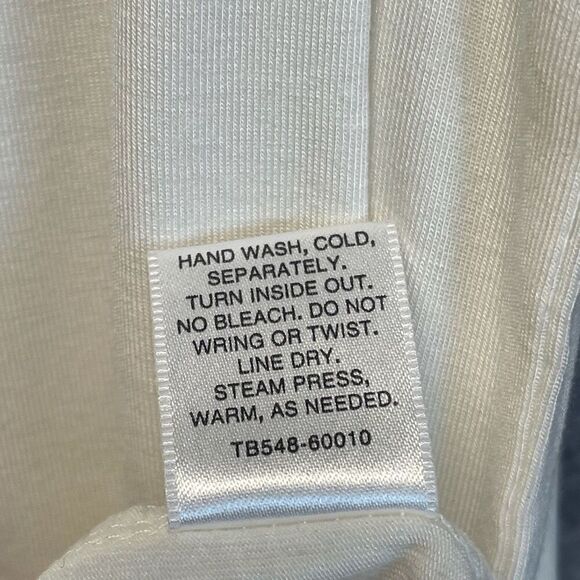 HAND WASH, COLD,
SEPARATELY.
TURN INSIDE OUT.
NO BLEACH. DO NOT
WRING OR TWIST.
LINE DRY.
STEAM PRESS,
WARM, AS NEEDED.
TB548-60010